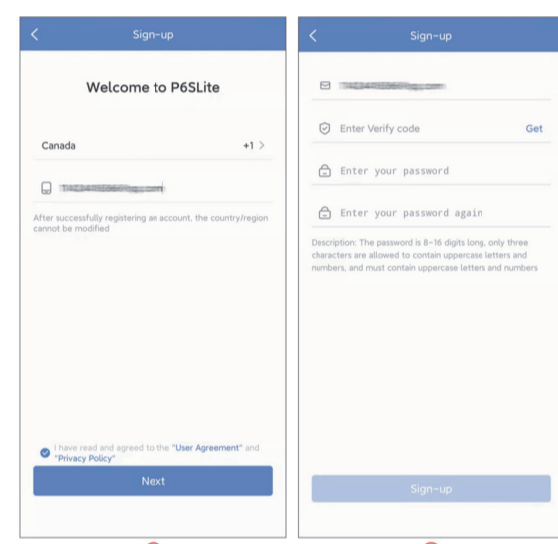 Sign-up
Welcome to P6SLite
Canada +1 >
After successfully registering an account, the country/region
cannot be modified
I have read and agreed to the "User Agreement" and
"Privacy Policy"
Next
Sign-up
Enter Verify code Get
Enter your password
Enter your password again
Description: The password is 8-16 digits long, only three
characters are allowed to contain uppercase letters and
numbers, and must contain uppercase letters and numbers
Sign-up